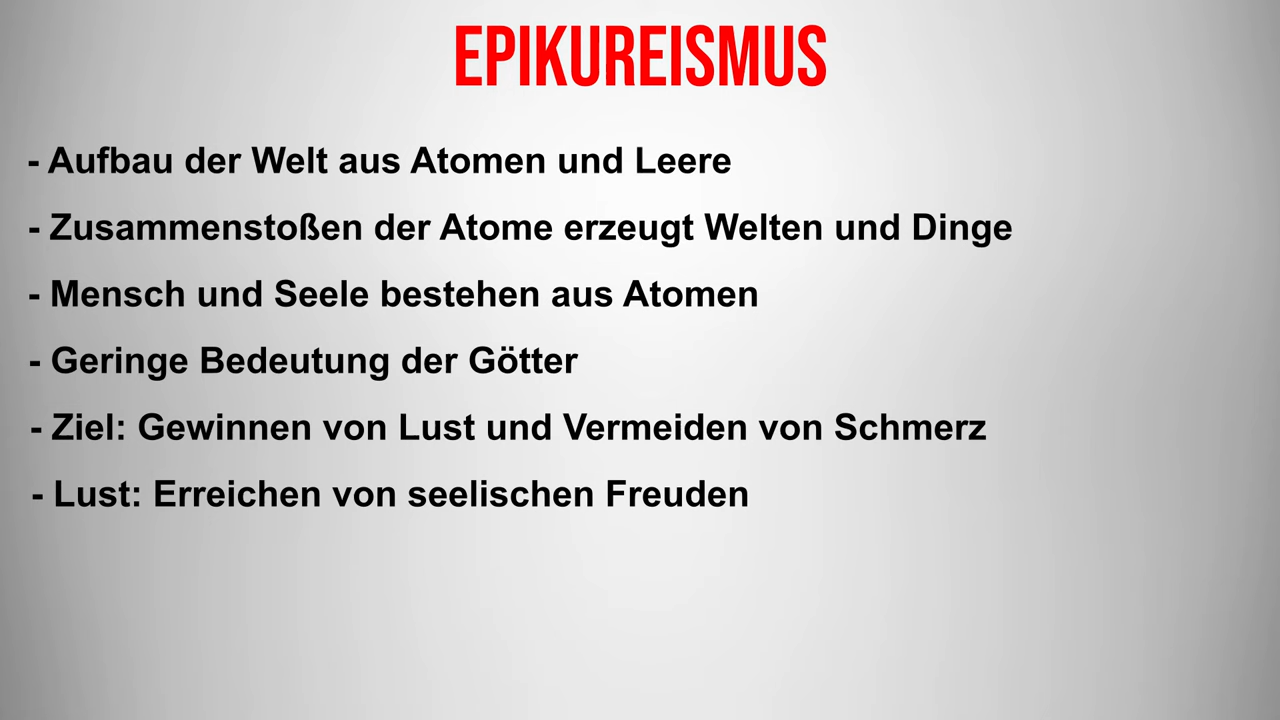 EPIKUREISMUS
- Aufbau der Welt aus Atomen und Leere
- Zusammenstoßen der Atome erzeugt Welten und Dinge
- Mensch und Seele bestehen aus Atomen
- Geringe Bedeutung der Götter
- Ziel: Gewinnen von Lust und Vermeiden von Schmerz
- Lust: Erreichen von seelischen Freuden